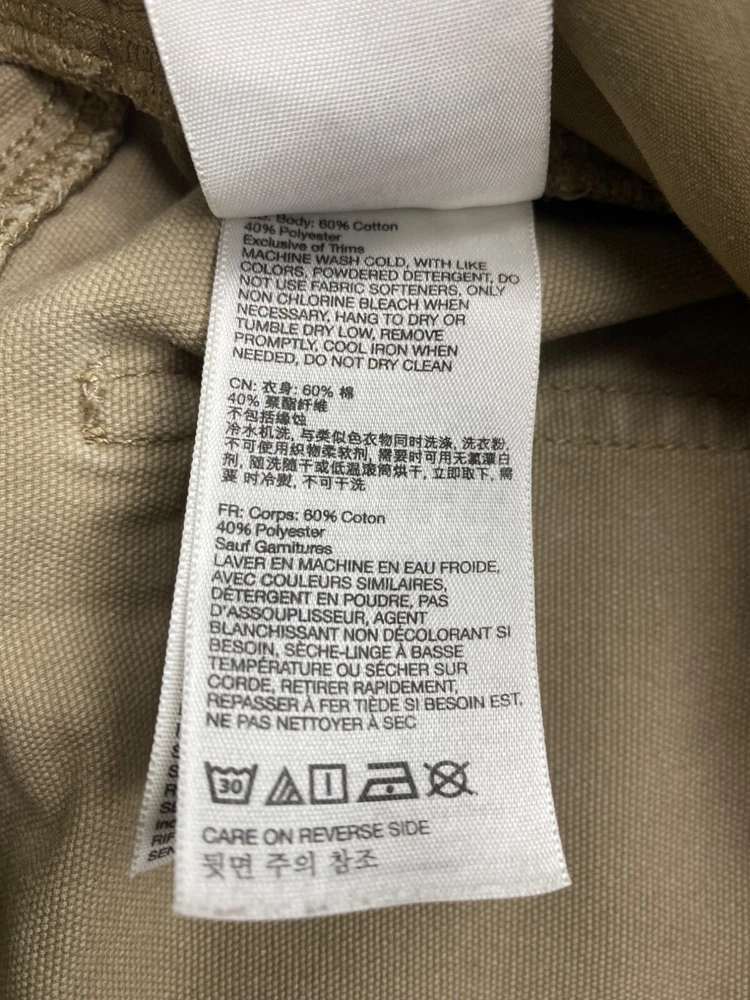 Body: 60% Cotton
40% Polyester
Exclusive of Trims
MACHINE WASH COLD, WITH LIKE
COLORS, POWDERED DETERGENT, DO
NOT USE FABRIC SOFTENERS, ONLY
NON CHLORINE BLEACH WHEN
NECESSARY, HANG TO DRY OR
TUMBLE DRY LOW, REMOVE
PROMPTLY, COOL IRON WHEN
NEEDED, DO NOT DRY CLEAN
CN: 衣身: 60% 棉
40% 聚酯纤维
不包括缘蚀
冷水机洗, 与类似色衣物同时洗涤, 洗衣粉,
不可使用织物柔软剂, 需要时可用无氯漂白
剂, 随洗随干或低温滚筒烘干, 立即取下, 需
要 时冷熨, 不可干洗
FR: Corps: 60% Coton
40% Polyester
Sauf Garnitures
LAVER EN MACHINE EN EAU FROIDE,
AVEC COULEURS SIMILAIRES,
DÉTERGENT EN POUDRE, PAS
D'ASSOUPLISSEUR, AGENT
BLANCHISSANT NON DÉCOLORANT SI
BESOIN, SÈCHE-LINGE À BASSE
TEMPÉRATURE OU SÉCHER SUR
CORDE, RETIRER RAPIDEMENT,
REPASSER À FER TIÈDE SI BESOIN EST,
NE PAS NETTOYER À SEC
30
CARE ON REVERSE SIDE
뒷면 주의 참조
RIF
SEN